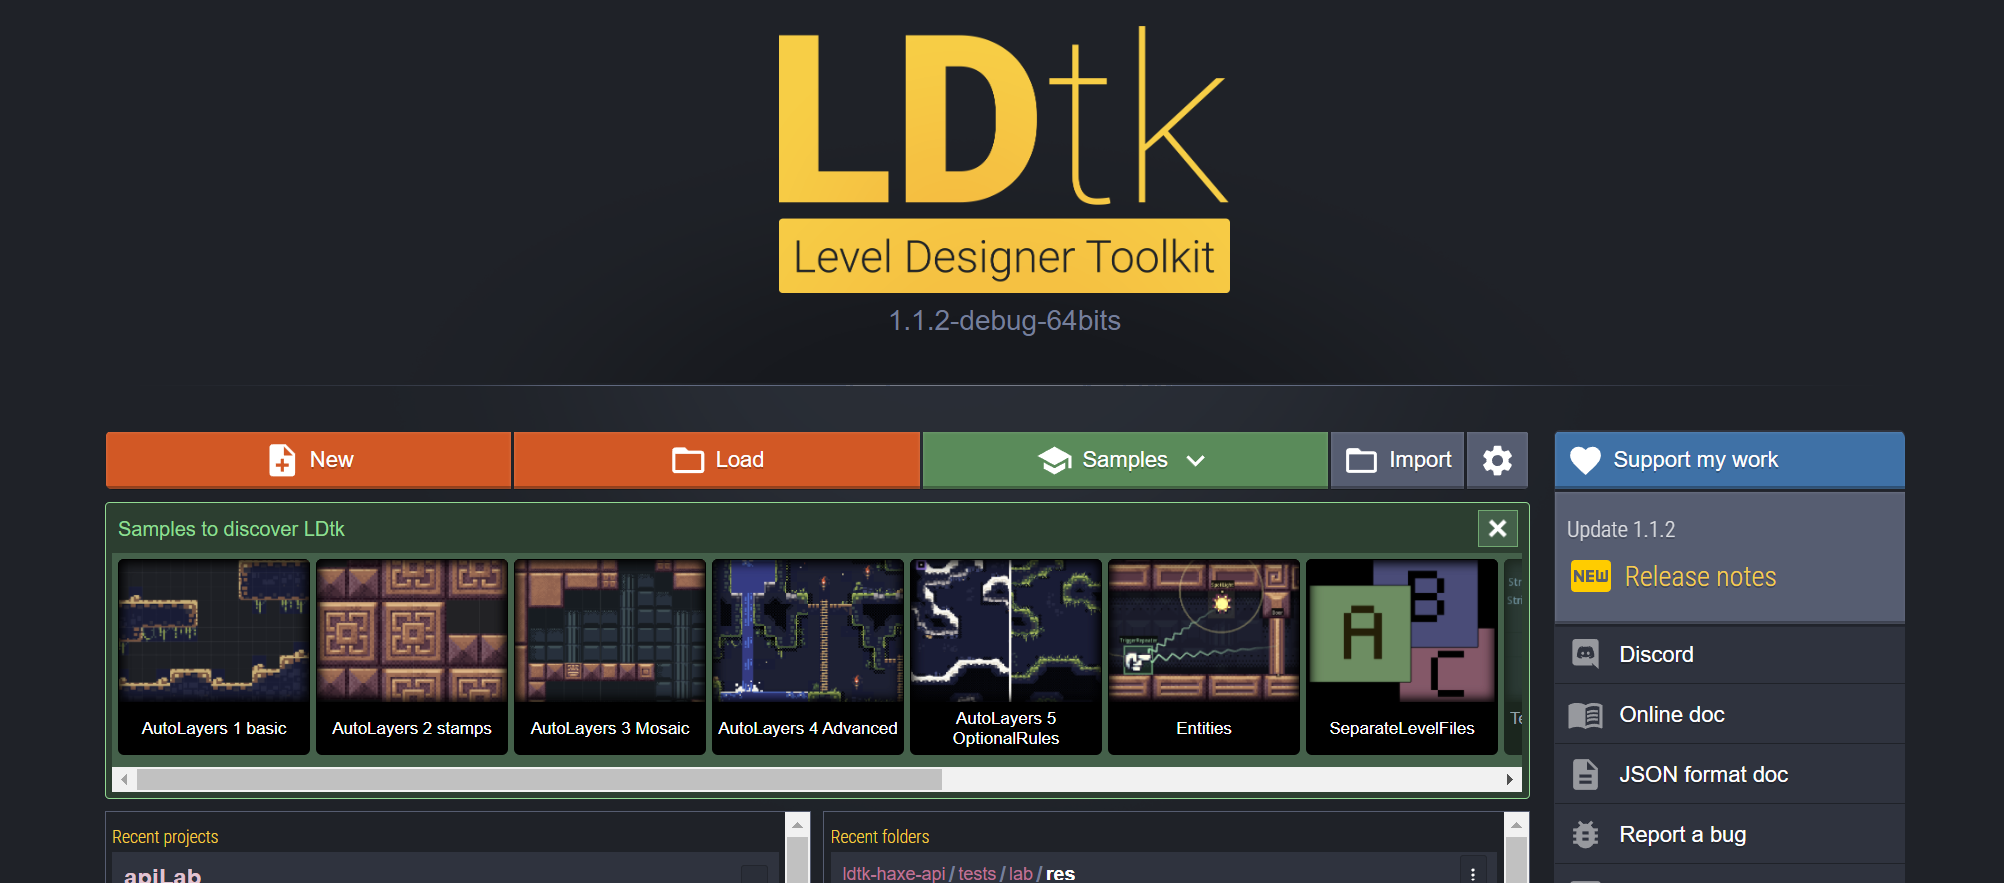 LDtk
Level Designer Toolkit
1.1.2-debug-64bits
New
Load
Samples
Import
Support my work
Samples to discover LDtk
Update 1.1.2
NEW Release notes
A
B
C
AutoLayers 1 basic
AutoLayers 2 stamps
AutoLayers 3 Mosaic
AutoLayers 4 Advanced
AutoLayers 5
OptionalRules
Entities
SeparateLevelFiles
Discord
Online doc
JSON format doc
Report a bug
Recent projects
apiLab
Recent folders
ldtk-haxe-api/tests/lab/res